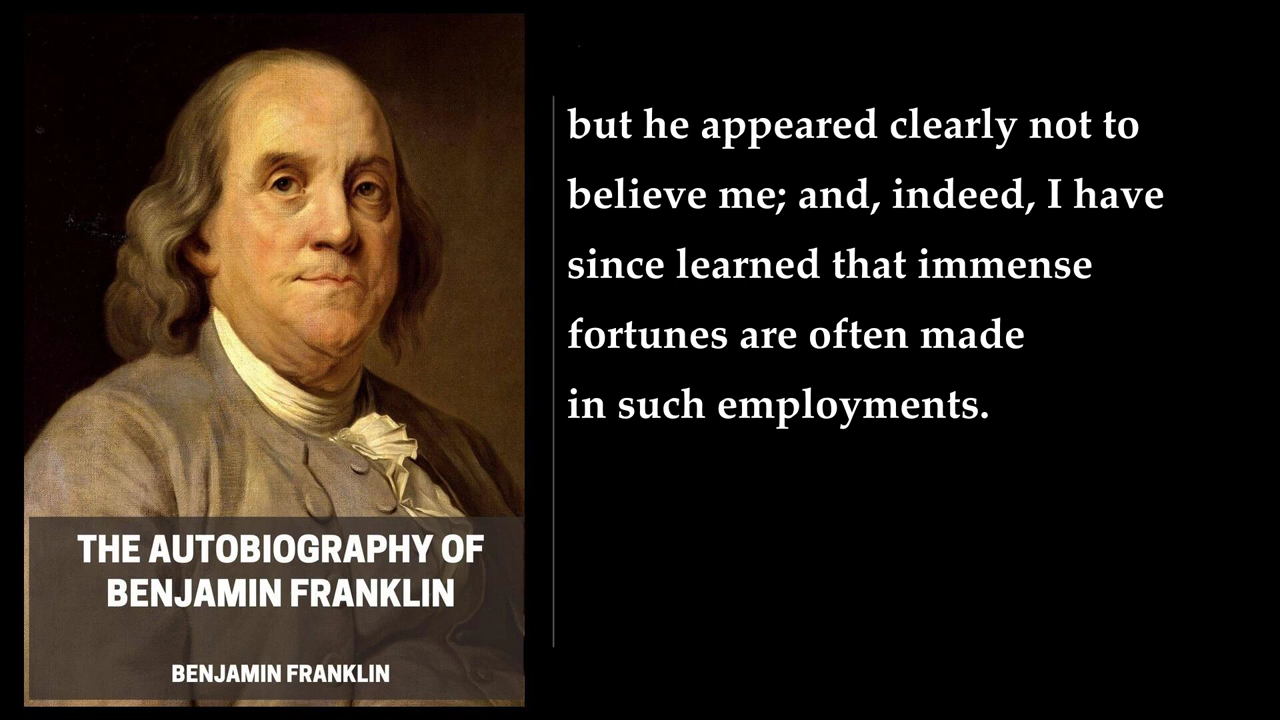 but he appeared clearly not to
believe me; and, indeed, I have
since learned that immense
fortunes are often made
in such employments.
THE AUTOBIOGRAPHY OF
BENJAMIN FRANKLIN
BENJAMIN FRANKLIN